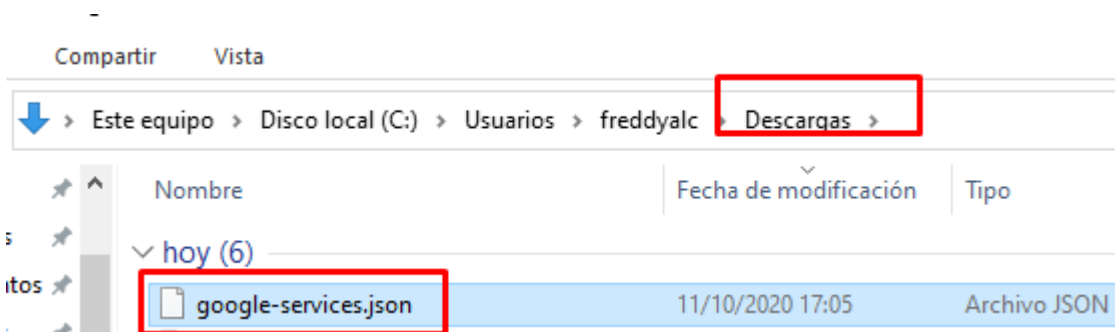 Compartir Vista
Este equipo > Disco local (C:) > Usuarios > freddyalc > Descargas >
Nombre Fecha de modificación Tipo
hoy (6)
google-services.json 11/10/2020 17:05 Archivo JSON